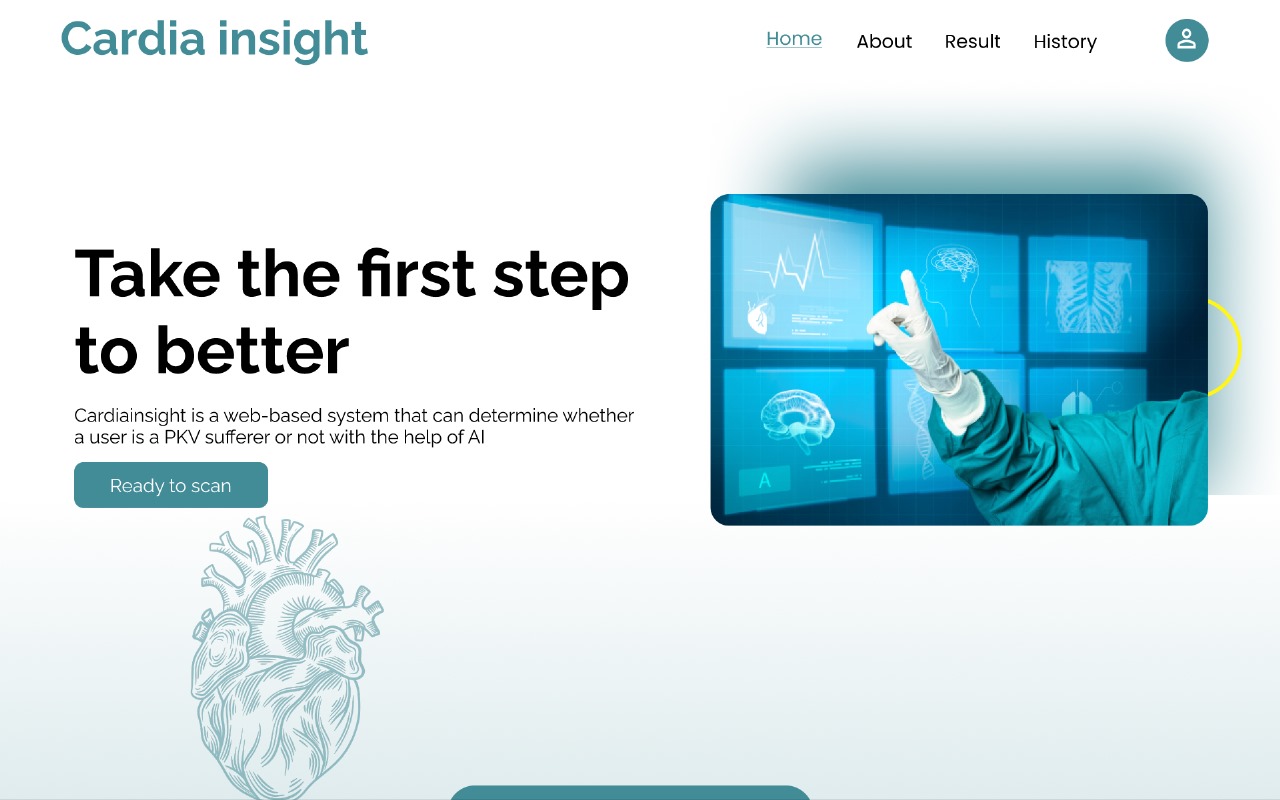 Cardia insight
Home About Result History
Take the first step
to better
Cardiainsight is a web-based system that can determine whether
a user is a PKV sufferer or not with the help of AI
Ready to scan
A